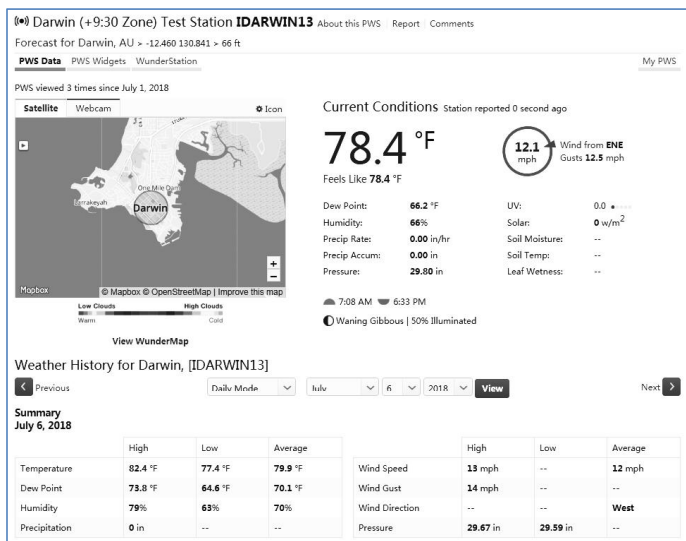 Darwin (+9:30 Zone) Test Station IDARWIN13 About this PWS | Report | Comments
Forecast for Darwin, AU > -12.460 130.841 > 66 ft
PWS Data PWS Widgets WunderStation My PWS
PWS viewed 3 times since July 1, 2018
Satellite Webcam Icon
One Mile Dam
Larrakeyah
Darwin
+
−
Mapbox © Mapbox © OpenStreetMap | Improve this map
Low Clouds High Clouds
Warm Cold
View WunderMap
Current Conditions Station reported 0 second ago
78.4 °F
Feels Like 78.4 °F
12.1 mph
Wind from ENE
Gusts 12.5 mph
Dew Point: 66.2 °F UV: 0.0
Humidity: 66% Solar: 0 w/m2
Precip Rate: 0.00 in/hr Soil Moisture: --
Precip Accum: 0.00 in Soil Temp: --
Pressure: 29.80 in Leaf Wetness: --
7:08 AM 6:33 PM
Waning Gibbous | 50% Illuminated
Weather History for Darwin, [IDARWIN13]
Previous Daily Mode July 6 2018 View Next
Summary
July 6, 2018
High Low Average High Low Average
Temperature 82.4 °F 77.4 °F 79.9 °F Wind Speed 13 mph -- 12 mph
Dew Point 73.8 °F 64.6 °F 70.1 °F Wind Gust 14 mph -- --
Humidity 79% 63% 70% Wind Direction -- -- West
Precipitation 0 in -- -- Pressure 29.67 in 29.59 in --